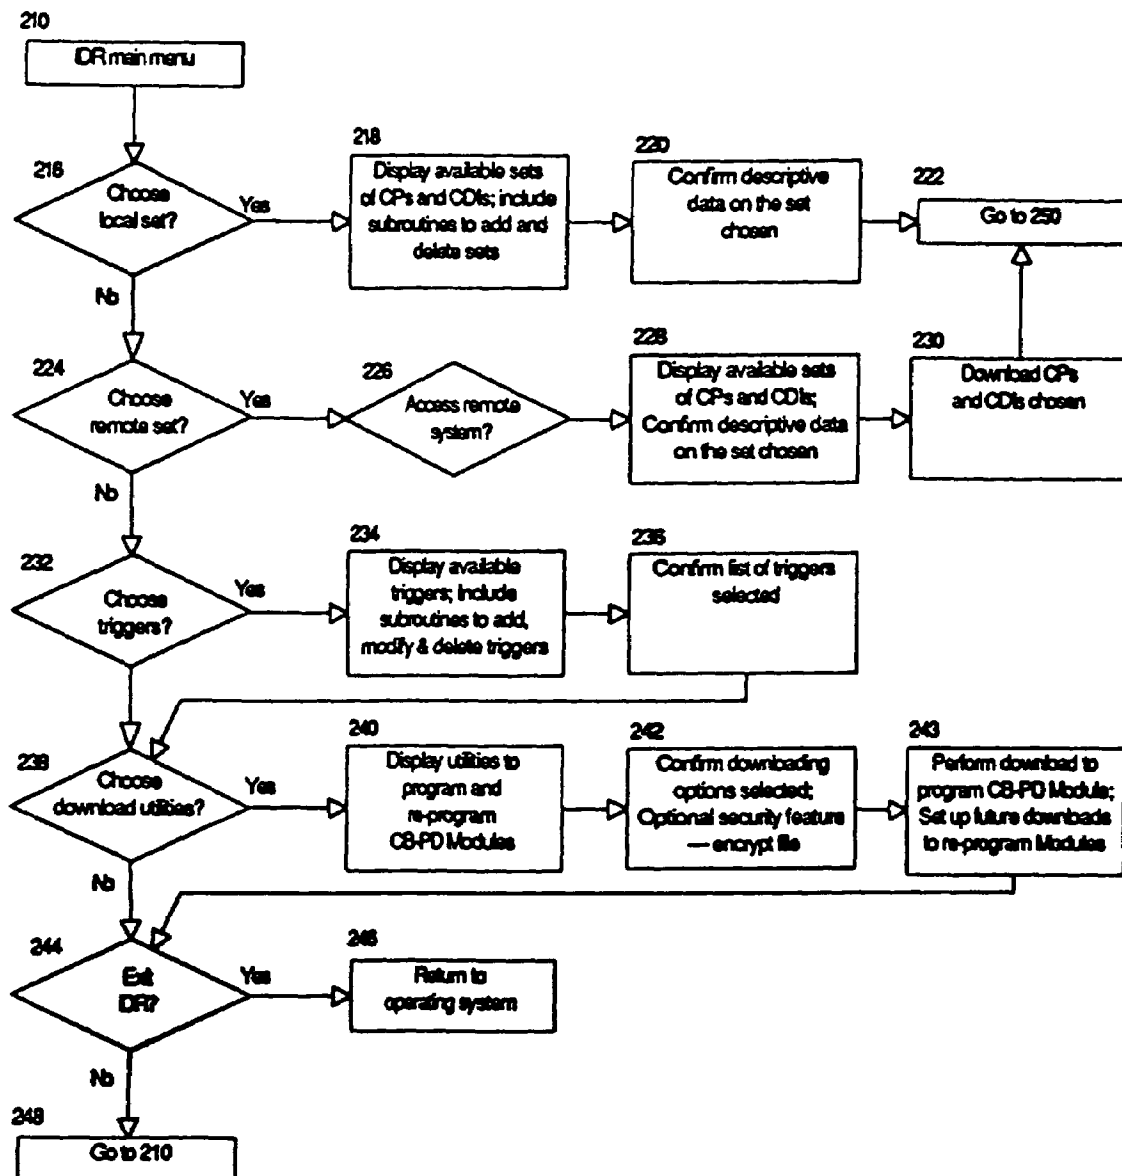 210
IDR main menu
216
Choose
local set?
Yes
No
218
Display available sets
of CPs and CDIs; include
subroutines to add and
delete sets
220
Confirm descriptive
data on the set
chosen
222
Go to 250
224
Choose
remote set?
Yes
No
226
Access remote
system?
228
Display available sets
of CPs and CDIs;
Confirm descriptive data
on the set chosen
230
Download CPs
and CDIs chosen
232
Choose
triggers?
Yes
234
Display available
triggers; Include
subroutines to add,
modify & delete triggers
236
Confirm list of triggers
selected
239
Choose
download utilities?
Yes
No
240
Display utilities to
program and
re-program
CB-PD Modules
242
Confirm downloading
options selected;
Optional security feature
— encrypt file
243
Perform download to
program CB-PD Module;
Set up future downloads
to re-program Modules
244
Exit
IDR?
Yes
No
246
Return to
operating system
248
Go to 210